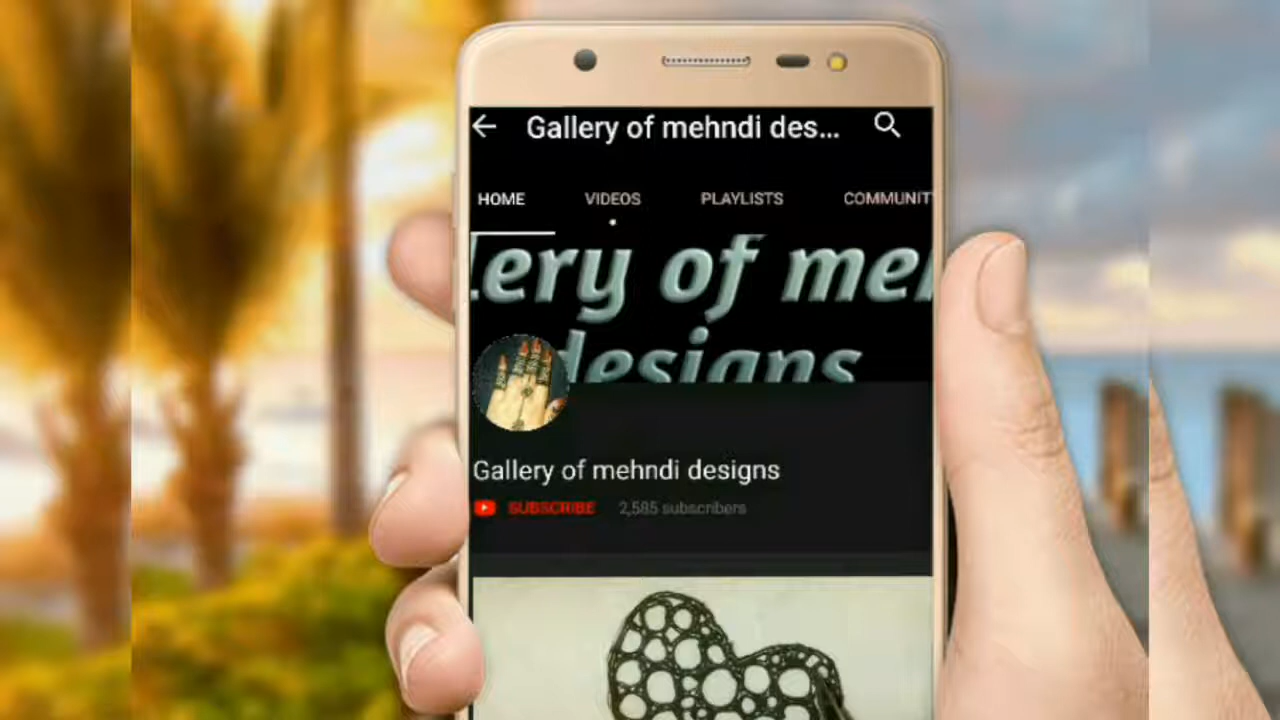 Gallery of mehndi des...
HOME VIDEOS PLAYLISTS COMMUNIT
lery of me
designs
Gallery of mehndi designs
SUBSCRIBE 2,585 subscribers